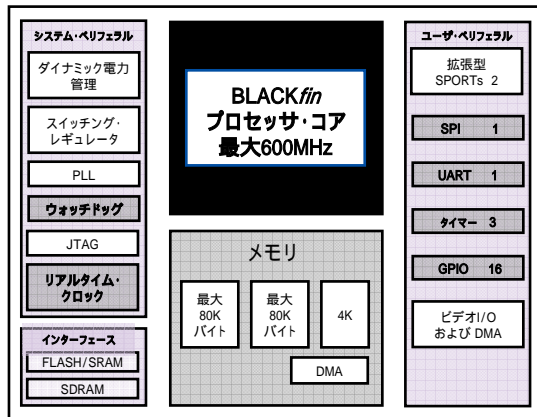 システム・ペリフェラル
ダイナミック電力
管理
スイッチング・
レギュレータ
PLL
ウォッチドッグ
JTAG
リアルタイム・
クロック
インターフェース
FLASH/SRAM
SDRAM
BLACKfin
プロセッサ・コア
最大600MHz
メモリ
最大
80K
バイト
最大
80K
バイト
4K
DMA
ユーザ・ペリフェラル
拡張型
SPORTs 2
SPI 1
UART 1
タイマー 3
GPIO 16
ビデオI/O
および DMA